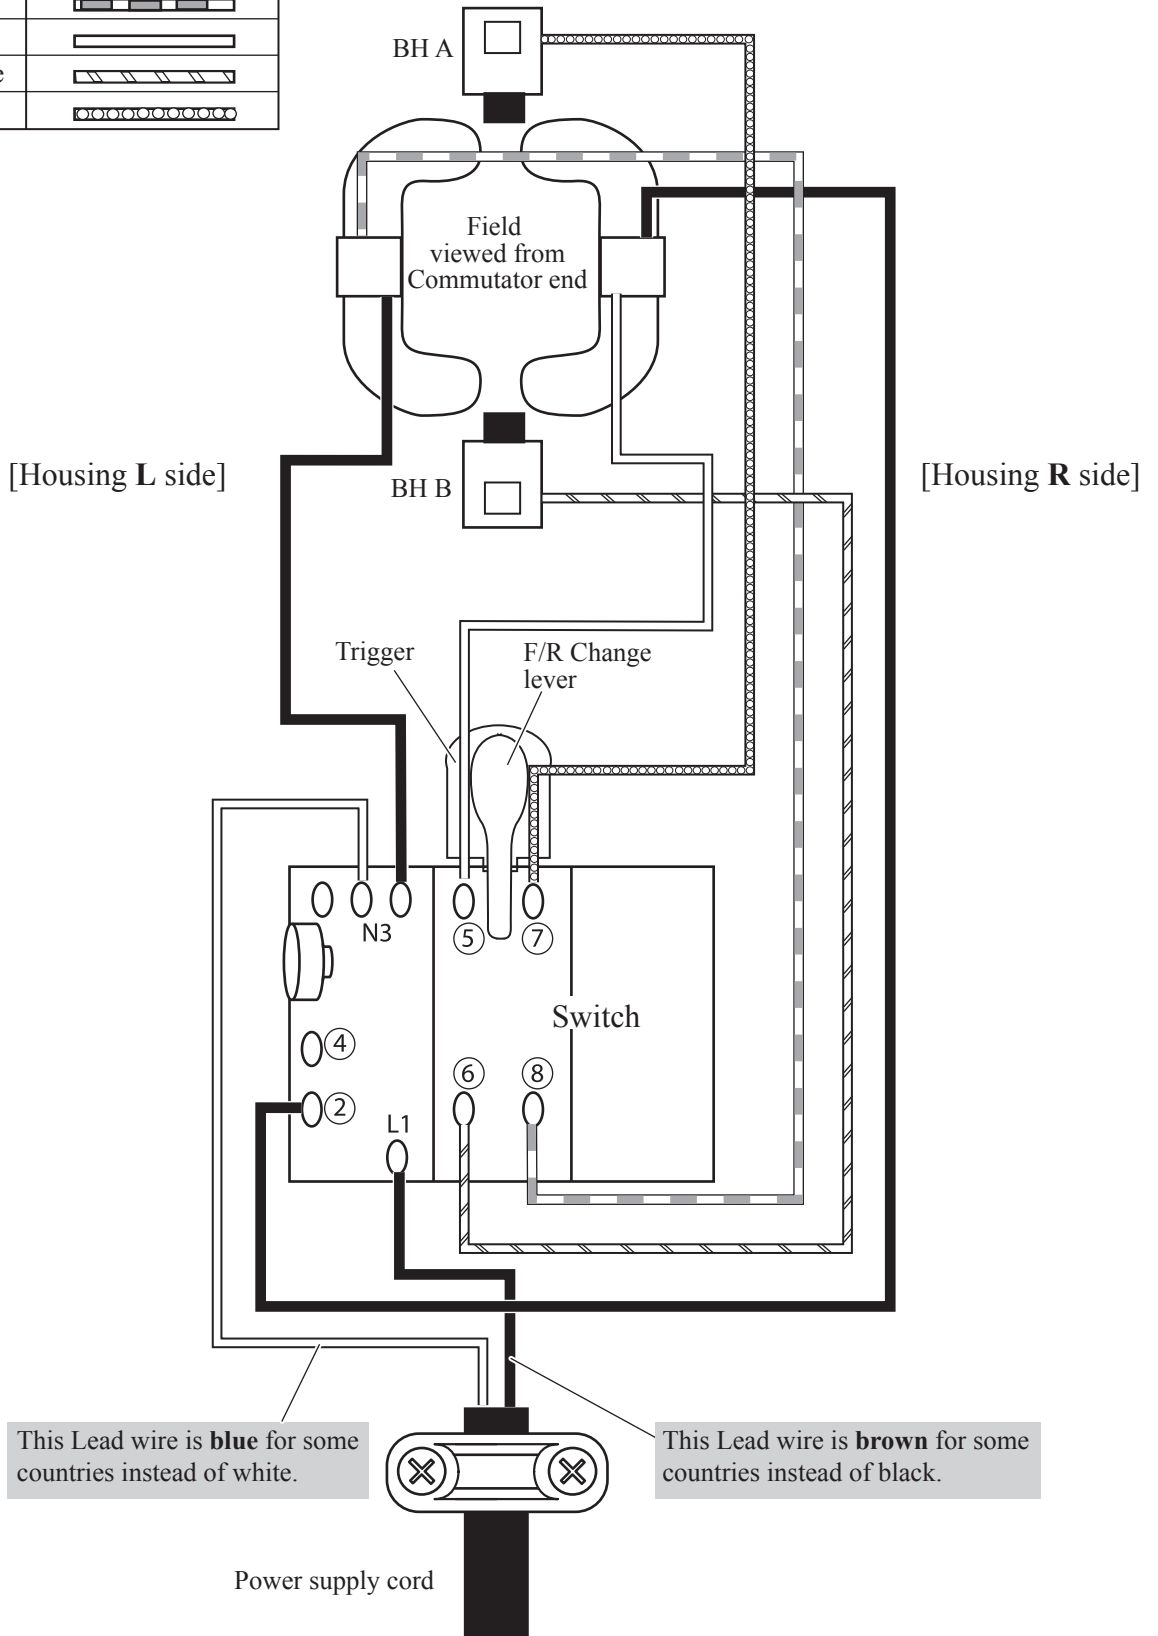 BH A
Field
viewed from
Commutator end
[Housing L side]
BH B
[Housing R side]
Trigger
F/R Change
lever
N3
5
7
Switch
4
6
8
2
L1
This Lead wire is blue for some
countries instead of white.
This Lead wire is brown for some
countries instead of black.
Power supply cord